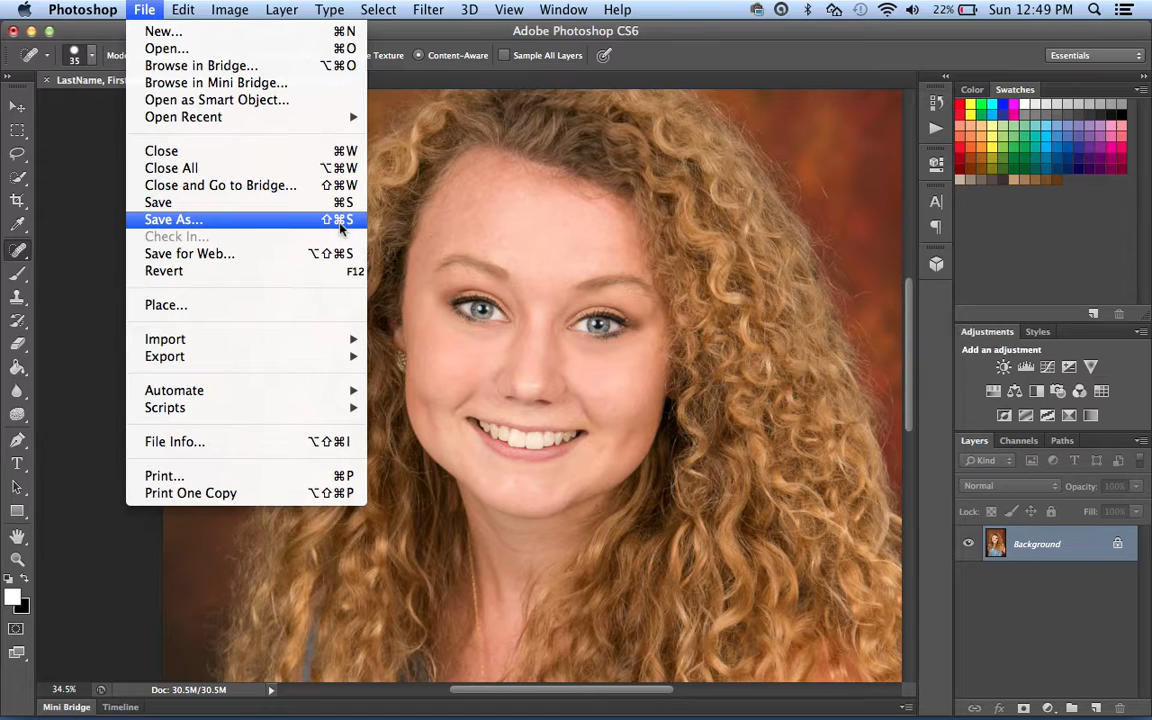 Photoshop File Edit Image Layer Type Select Filter 3D View Window Help 22% Sun 12:49 PM
Adobe Photoshop CS6
35 Mode Texture Content-Aware Sample All Layers Essentials
LastName, First
New... ⌘N
Open... ⌘O
Browse in Bridge... ⌥⌘O
Browse in Mini Bridge...
Open as Smart Object...
Open Recent
Close ⌘W
Close All ⌥⌘W
Close and Go to Bridge... ⇧⌘W
Save ⌘S
Save As... ⇧⌘S
Check In...
Save for Web... ⌥⇧⌘S
Revert F12
Place...
Import
Export
Automate
Scripts
File Info... ⌥⇧⌘I
Print... ⌘P
Print One Copy ⌥⇧⌘P
Color Swatches
Adjustments Styles
Add an adjustment
Layers Channels Paths
Kind
Normal Opacity: 100%
Lock: Fill: 100%
Background
34.5% Doc: 30.5M/30.5M
Mini Bridge Timeline